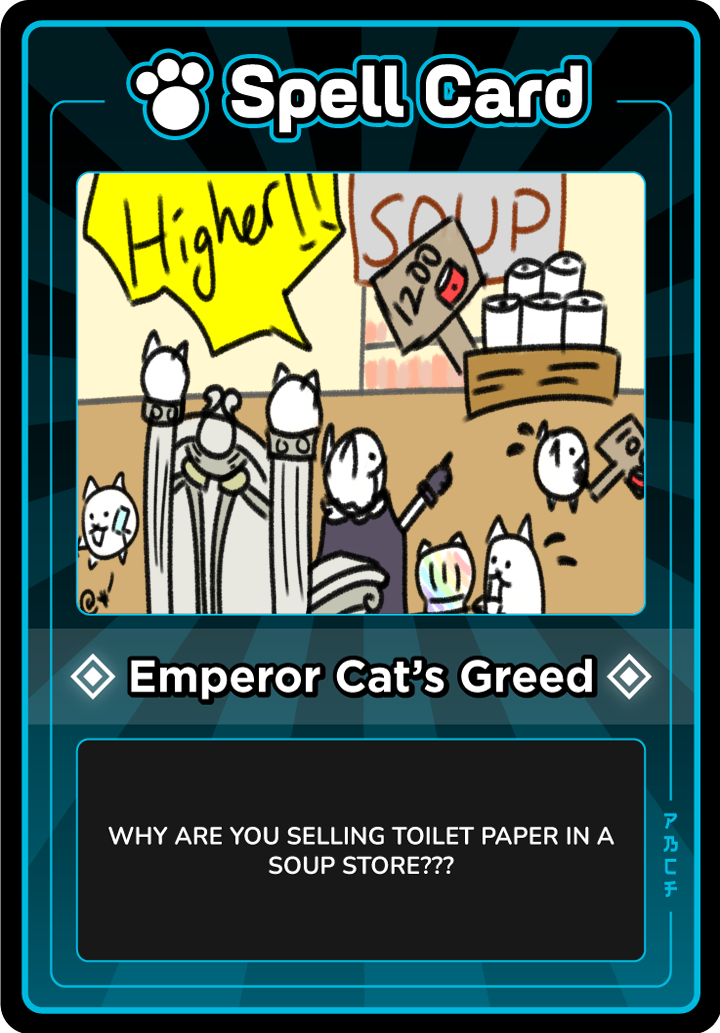 Spell Card
Higher!!
SOUP
1200
Emperor Cat's Greed
WHY ARE YOU SELLING TOILET PAPER IN A
SOUP STORE???
ア
乃
匚
チ